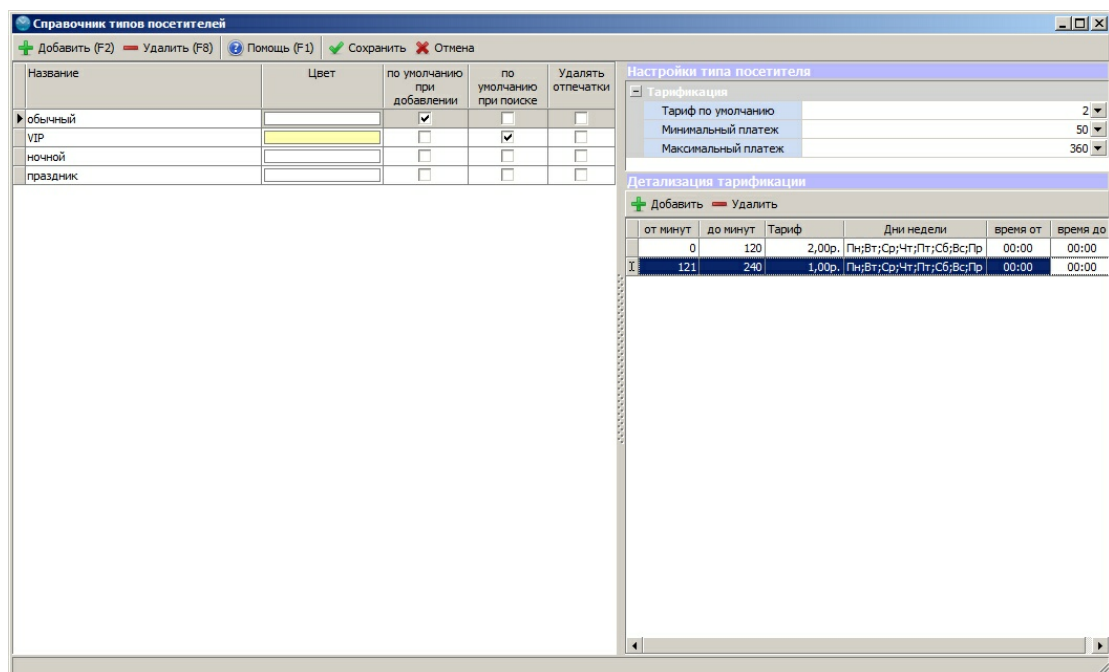 Справочник типов посетителей
Добавить (F2) Удалить (F8) Помощь (F1) Сохранить Отмена
Название Цвет по умолчанию при добавлении по умолчанию при поиске Удалять отпечатки
обычный
VIP
ночной
праздник
Настройки типа посетителя
Тарификация
Тариф по умолчанию 2
Минимальный платеж 50
Максимальный платеж 360
Детализация тарификации
Добавить Удалить
от минут до минут Тариф Дни недели время от время до
0 120 2,00р. Пн;Вт;Ср;Чт;Пт;Сб;Вс;Пр 00:00 00:00
121 240 1,00р. Пн;Вт;Ср;Чт;Пт;Сб;Вс;Пр 00:00 00:00